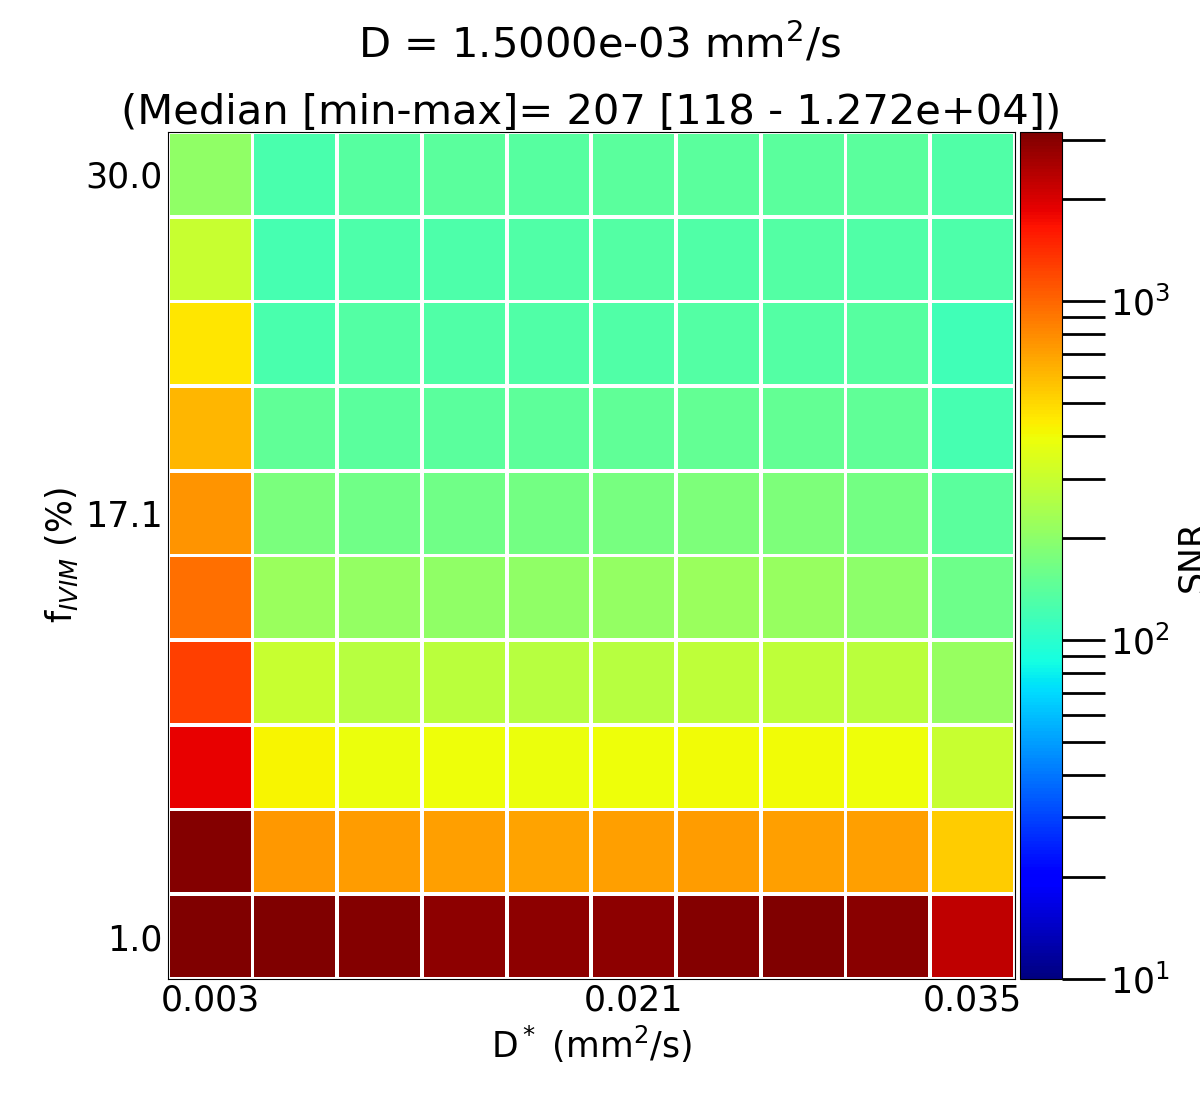 D = 1.5000e-03 mm²/s
(Median [min-max]= 207 [118 - 1.272e+04])
30.0
17.1
1.0
f_IVIM (%)
0.003
0.021
0.035
D* (mm²/s)
10³
10²
10¹
SNR